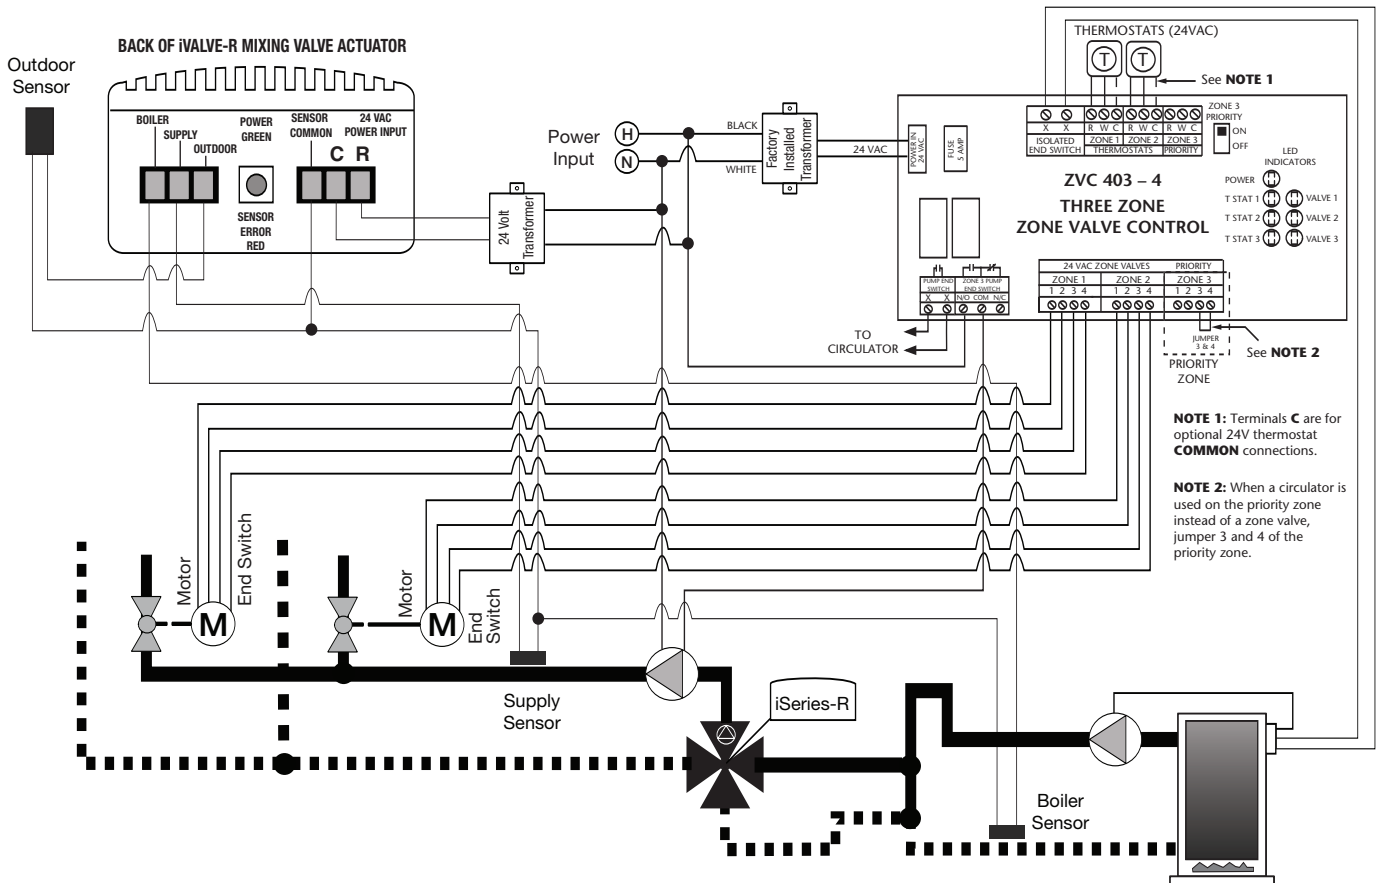 BACK OF iVALVE-R MIXING VALVE ACTUATOR
Outdoor
Sensor
BOILER
SUPPLY
OUTDOOR
POWER
GREEN
SENSOR
COMMON
24 VAC
POWER INPUT
C R
SENSOR
ERROR
RED
24 Volt
Transformer
Power
Input
H
N
BLACK
WHITE
Factory
Installed
Transformer
24 VAC
THERMOSTATS (24VAC)
T
T
See NOTE 1
POWER IN
24 VAC
FUSE
5 AMP
X X
ISOLATED
END SWITCH
R W C R W C R W C
ZONE 1 ZONE 2 ZONE 3
THERMOSTATS PRIORITY
ZONE 3
PRIORITY
ON
OFF
LED
INDICATORS
POWER
T STAT 1 VALVE 1
T STAT 2 VALVE 2
T STAT 3 VALVE 3
ZVC 403 – 4
THREE ZONE
ZONE VALVE CONTROL
PUMP END
SWITCH
X X
ZONE 3 PUMP
END SWITCH
N/O COM N/C
24 VAC ZONE VALVES PRIORITY
ZONE 1 ZONE 2 ZONE 3
1 2 3 4 1 2 3 4 1 2 3 4
TO
CIRCULATOR
JUMPER
3 & 4
PRIORITY
ZONE
See NOTE 2
NOTE 1: Terminals C are for
optional 24V thermostat
COMMON connections.
NOTE 2: When a circulator is
used on the priority zone
instead of a zone valve,
jumper 3 and 4 of the
priority zone.
Motor
End Switch
M
Motor
End
Switch
M
Supply
Sensor
iSeries-R
Boiler
Sensor